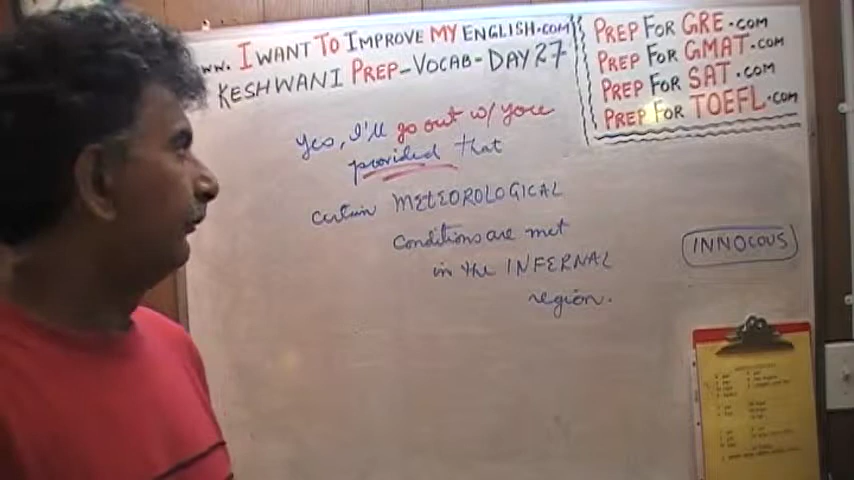 ww. I WANT TO IMPROVE MY ENGLISH.COM
KESHWANI PREP-VOCAB-DAY 27
PREP FOR GRE.COM
PREP FOR GMAT.COM
PREP FOR SAT.COM
PREP FOR TOEFL.COM
Yes, I'll go out w/ you
provided that
certain METEOROLOGICAL
conditions are met
in the INFERNAL
region.
INNOCOUS